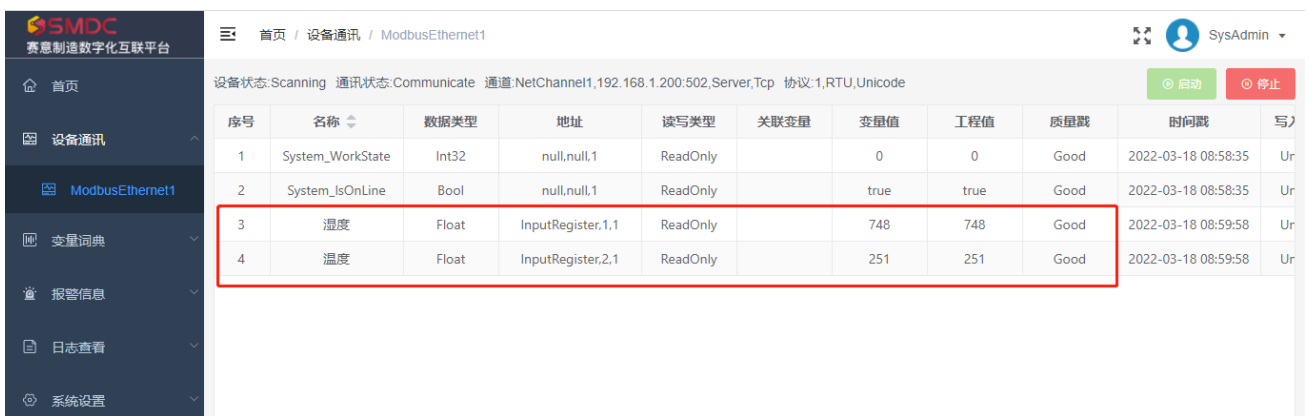 SMDC
赛意制造数字化互联平台
首页 / 设备通讯 / ModbusEthernet1
SysAdmin
首页
设备通讯
ModbusEthernet1
变量词典
报警信息
日志查看
系统设置
设备状态:Scanning 通讯状态:Communicate 通道:NetChannel1,192.168.1.200:502,Server,Tcp 协议:1,RTU,Unicode
启动 停止
序号 名称 数据类型 地址 读写类型 关联变量 变量值 工程值 质量戳 时间戳 写入
1 System_WorkState Int32 null,null,1 ReadOnly 0 0 Good 2022-03-18 08:58:35 Un
2 System_IsOnLine Bool null,null,1 ReadOnly true true Good 2022-03-18 08:58:35 Un
3 湿度 Float InputRegister,1,1 ReadOnly 748 748 Good 2022-03-18 08:59:58 Un
4 温度 Float InputRegister,2,1 ReadOnly 251 251 Good 2022-03-18 08:59:58 Un